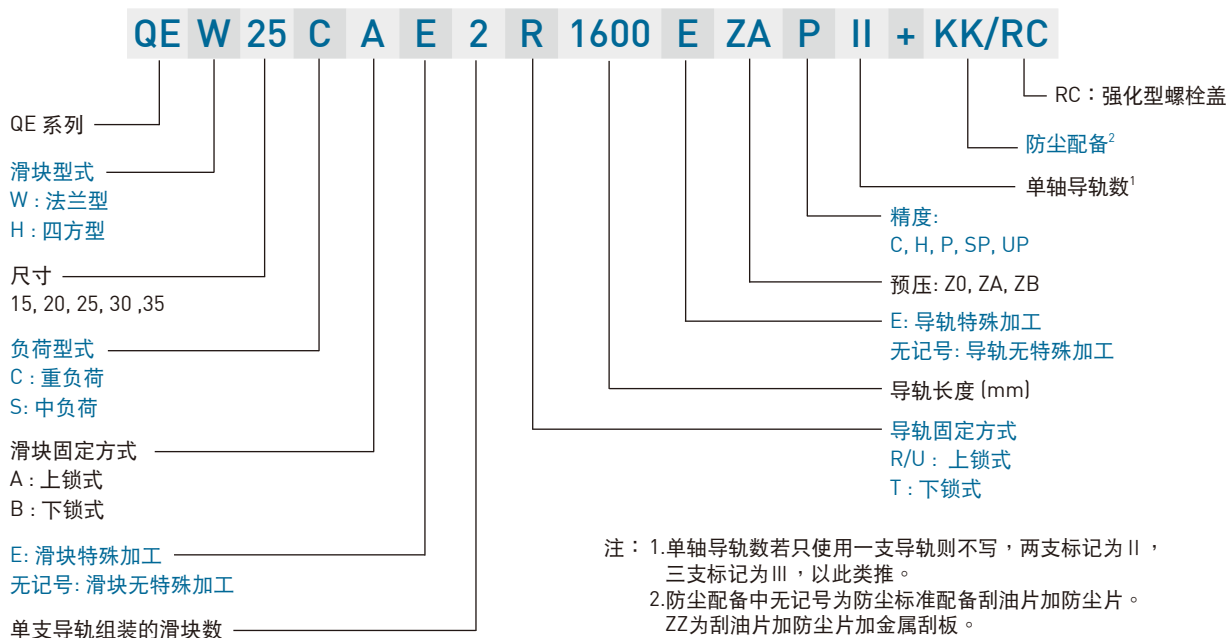 QE W 25 C A E 2 R 1600 E ZA P II + KK/RC
QE 系列
滑块型式
W : 法兰型
H : 四方型
尺寸
15, 20, 25, 30 ,35
负荷型式
C : 重负荷
S: 中负荷
滑块固定方式
A : 上锁式
B : 下锁式
E: 滑块特殊加工
无记号: 滑块无特殊加工
单支导轨组装的滑块数
RC：强化型螺栓盖
防尘配备2
单轴导轨数1
精度:
C, H, P, SP, UP
预压: Z0, ZA, ZB
E: 导轨特殊加工
无记号: 导轨无特殊加工
导轨长度 (mm)
导轨固定方式
R/U : 上锁式
T : 下锁式
注：1.单轴导轨数若只使用一支导轨则不写，两支标记为II，
三支标记为III，以此类推。
2.防尘配备中无记号为防尘标准配备刮油片加防尘片。
ZZ为刮油片加防尘片加金属刮板。